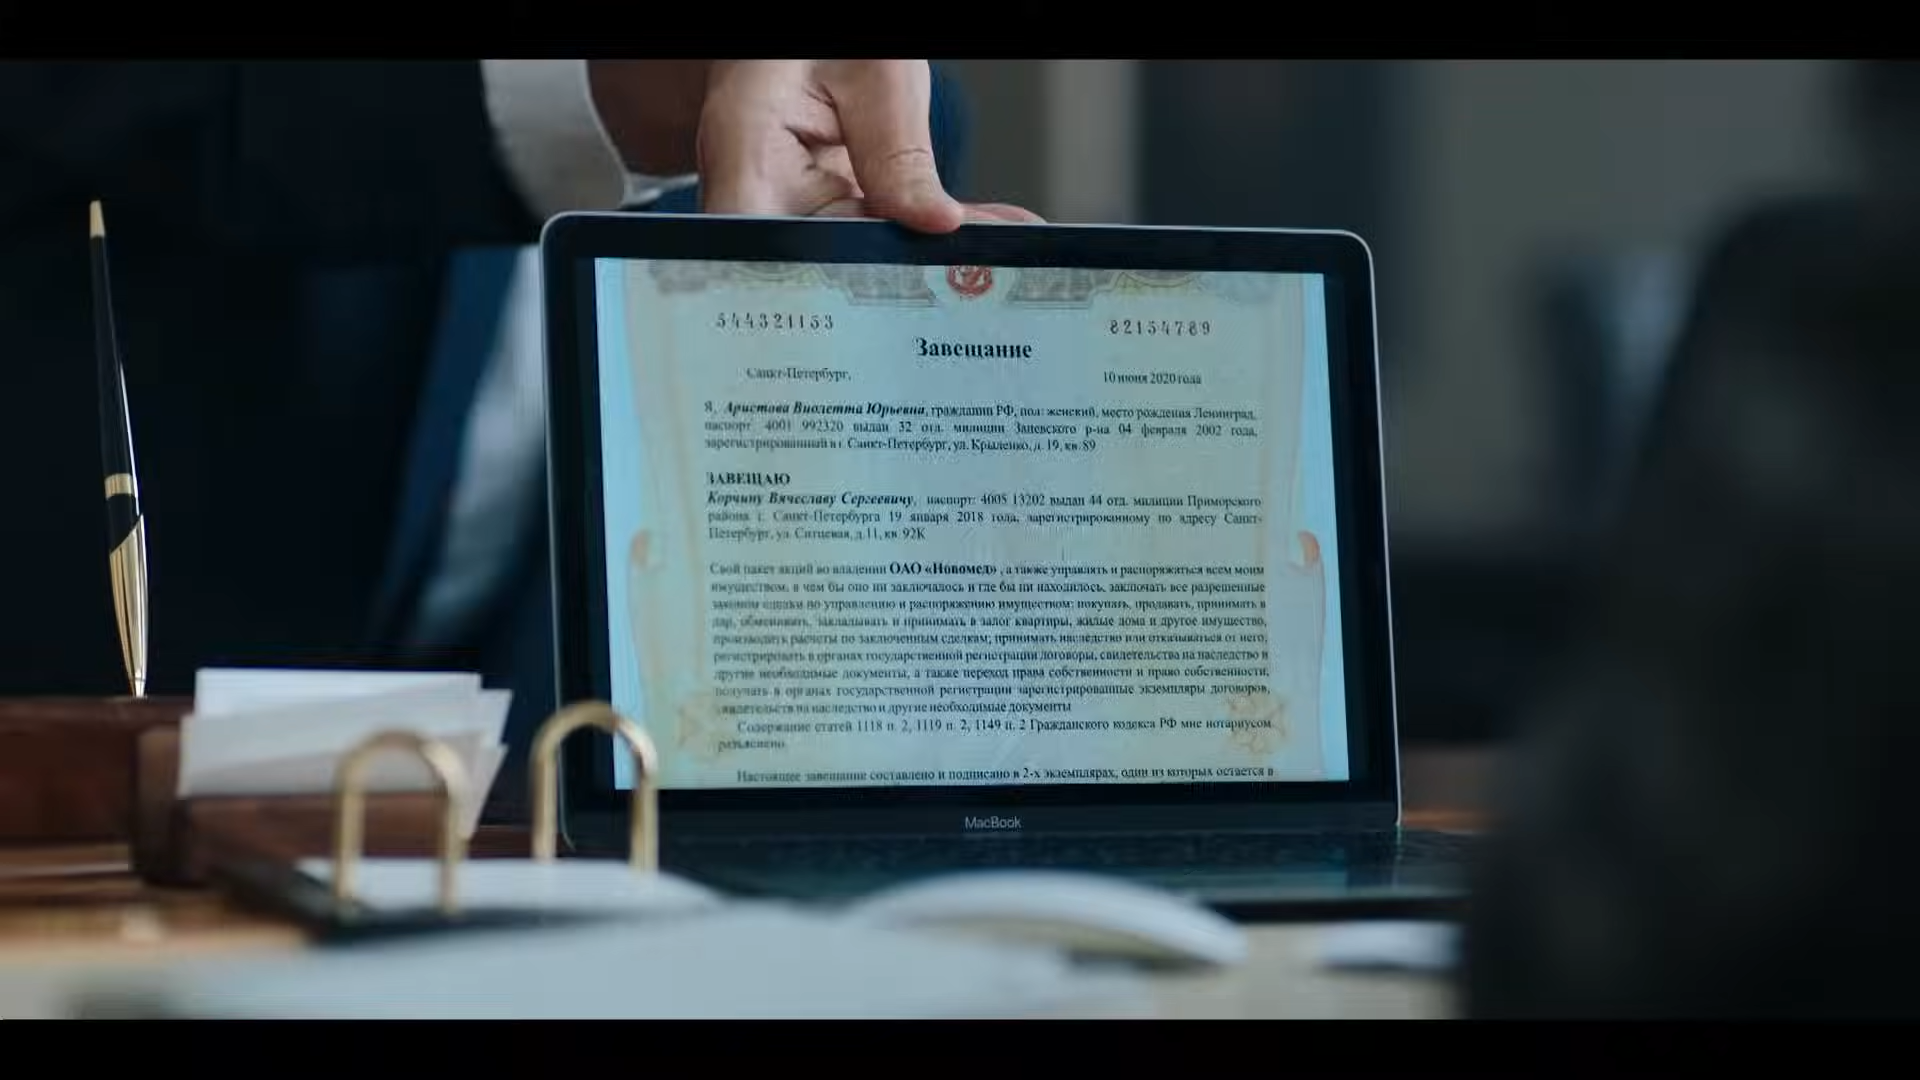 544321153 82154789
Завещание
Санкт-Петербург, 10 июня 2020 года
Я, Аристова Виолетта Юрьевна, гражданин РФ, пол: женский, место рождения Ленинград,
паспорт 4001 992320 выдан 32 отд. милиции Заневского р-на 04 февраля 2002 года,
зарегистрированный в г. Санкт-Петербург, ул. Крыленко, д. 19, кв. 89
ЗАВЕЩАЮ
Корчину Вячеславу Сергеевичу, паспорт: 4005 13202 выдан 44 отд. милиции Приморского
района г. Санкт-Петербурга 19 января 2018 года, зарегистрированному по адресу Санкт-
Петербург, ул. Ситцевая, д.11, кв. 92К
Свой пакет акций во владении ОАО «Новомед» , а также управлять и распоряжаться всем моим
имуществом, в чем бы оно ни заключалось и где бы ни находилось, заключать все разрешенные
законом сделки по управлению и распоряжению имуществом: покупать, продавать, принимать в
дар, обменивать, закладывать и принимать в залог квартиры, жилые дома и другое имущество,
производить расчеты по заключенным сделкам; принимать наследство или отказываться от него,
регистрировать в органах государственной регистрации договоры, свидетельства на наследство и
другие необходимые документы, а также переход права собственности и право собственности,
получать в органах государственной регистрации зарегистрированные экземпляры договоров,
свидетельств на наследство и другие необходимые документы
Содержание статей 1118 п. 2, 1119 п. 2, 1149 п. 2 Гражданского кодекса РФ мне нотариусом
разъяснено
Настоящее завещание составлено и подписано в 2-х экземплярах, один из которых остается в
MacBook